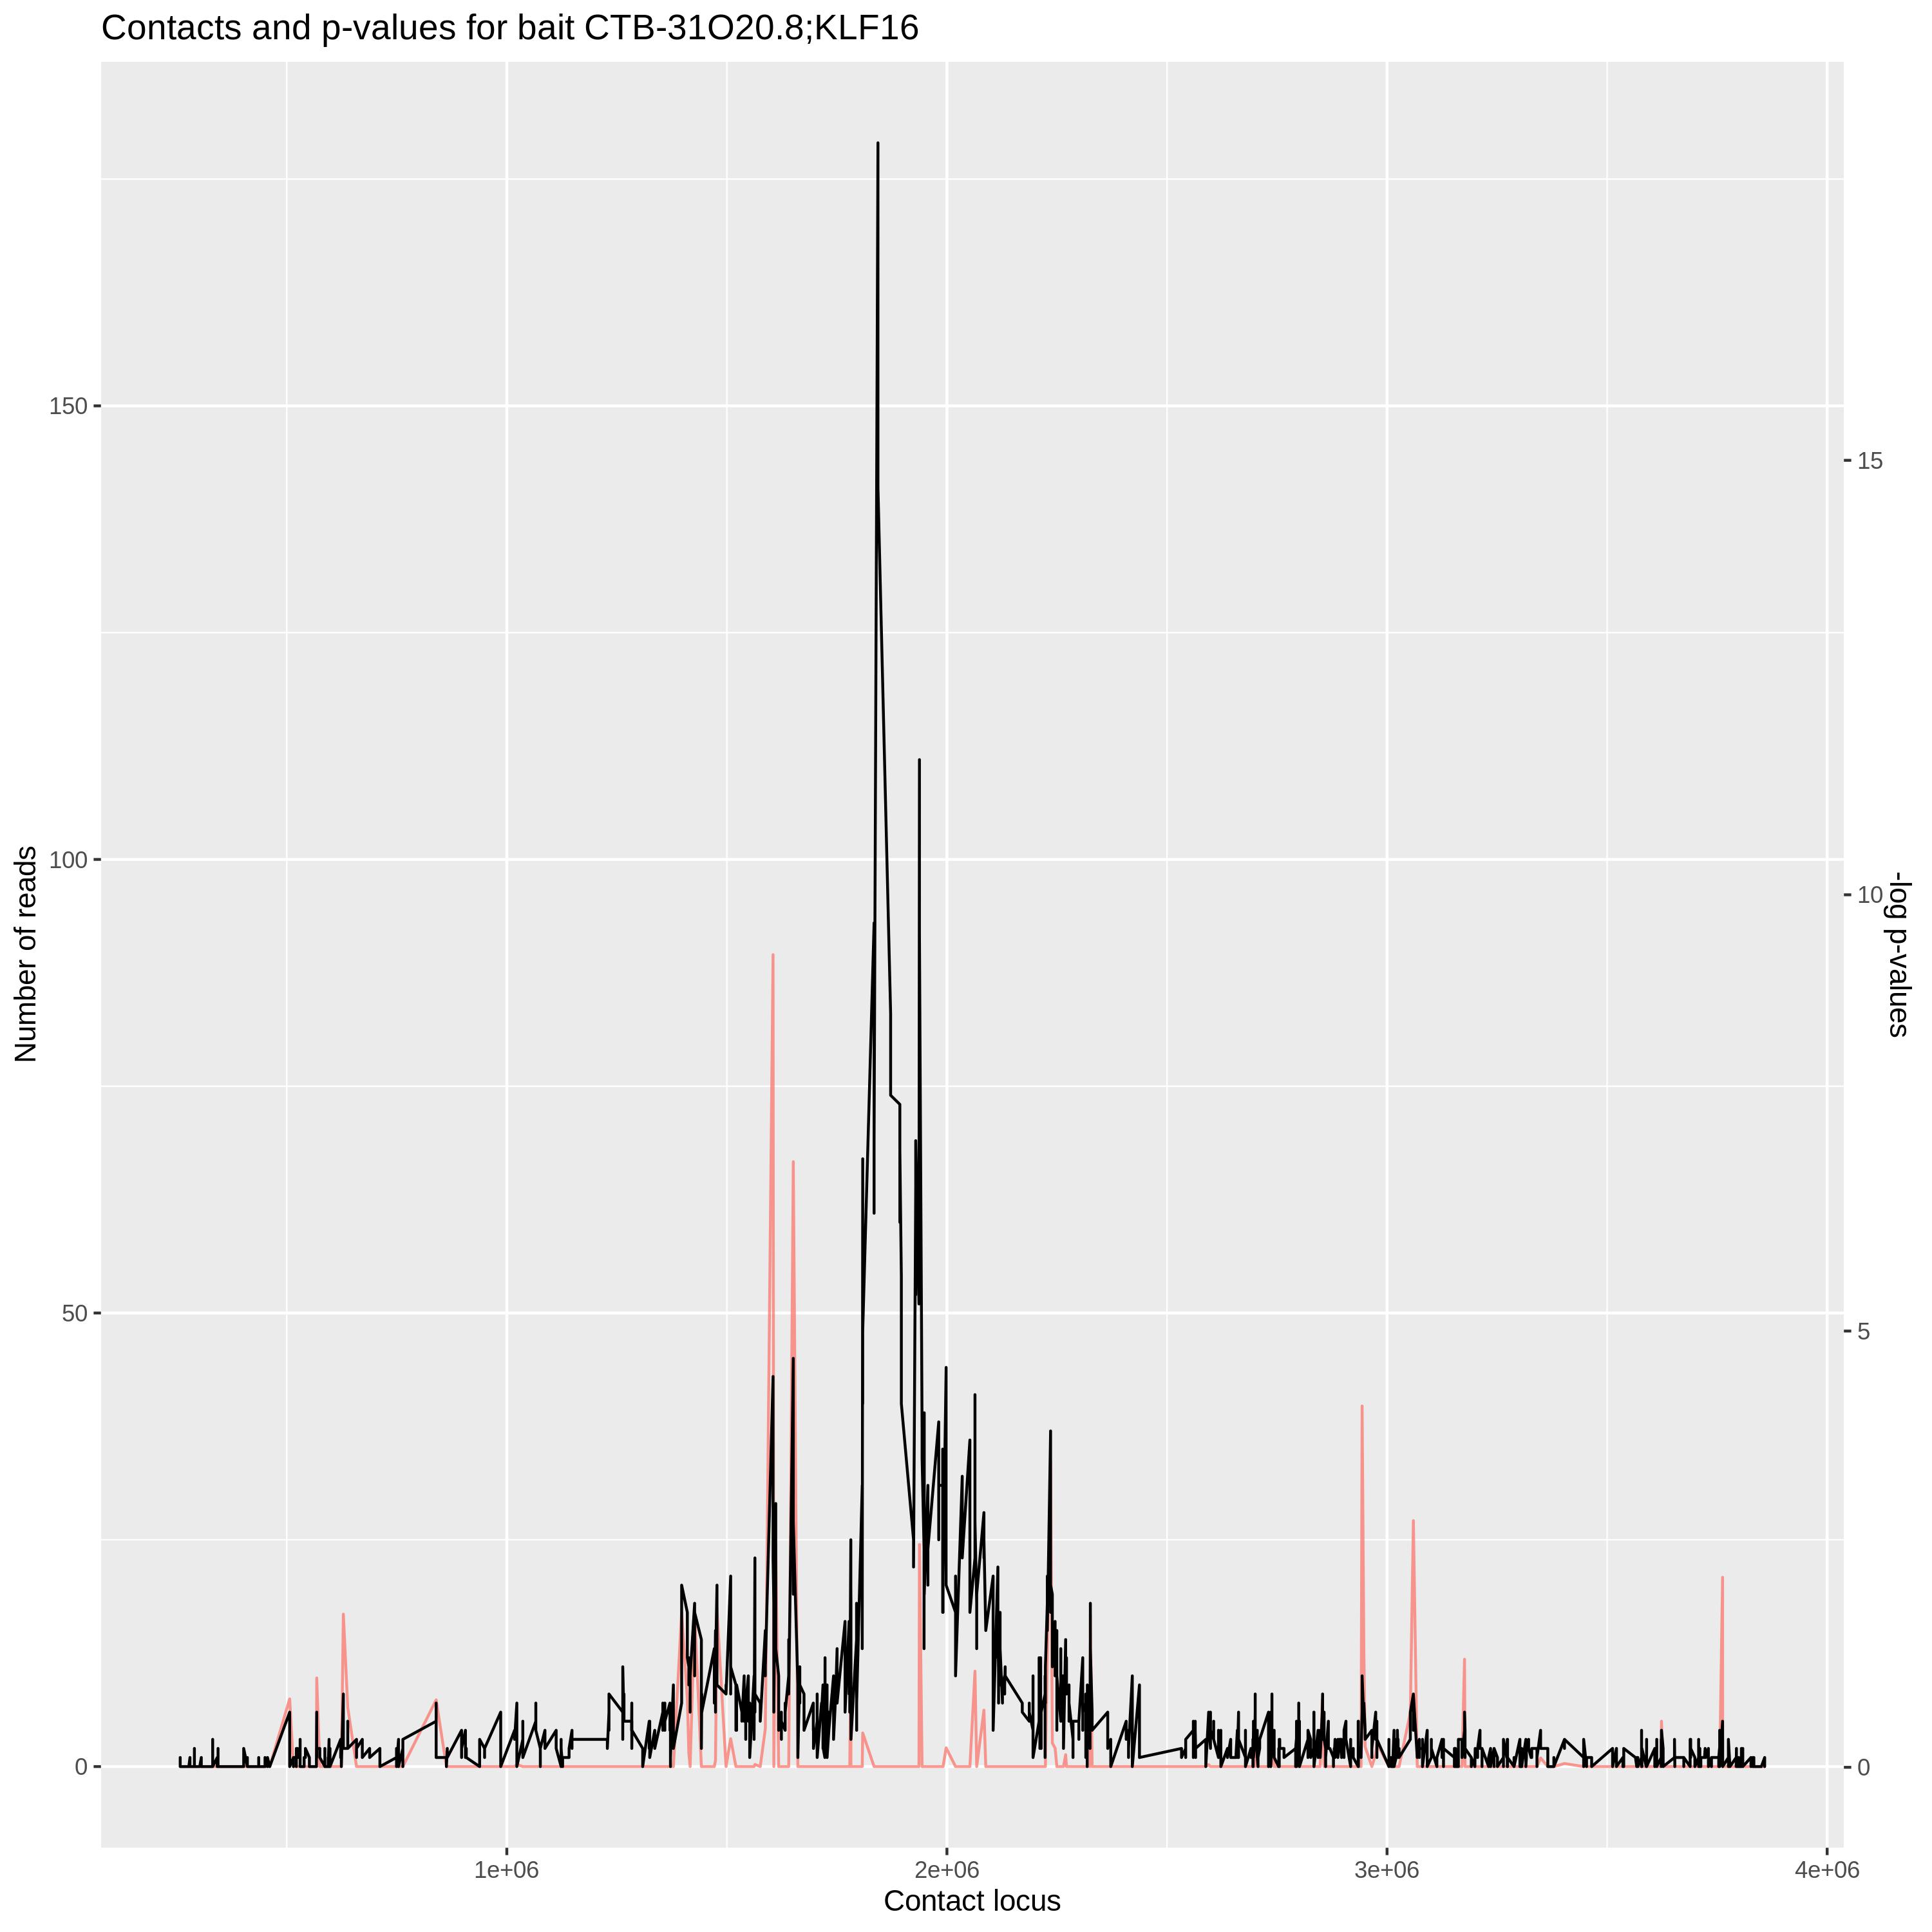 Contacts and p-values for bait CTB-31O20.8;KLF16
Number of reads
150
100
50
0
15
10
5
0
-log p-values
1e+06
2e+06
3e+06
4e+06
Contact locus